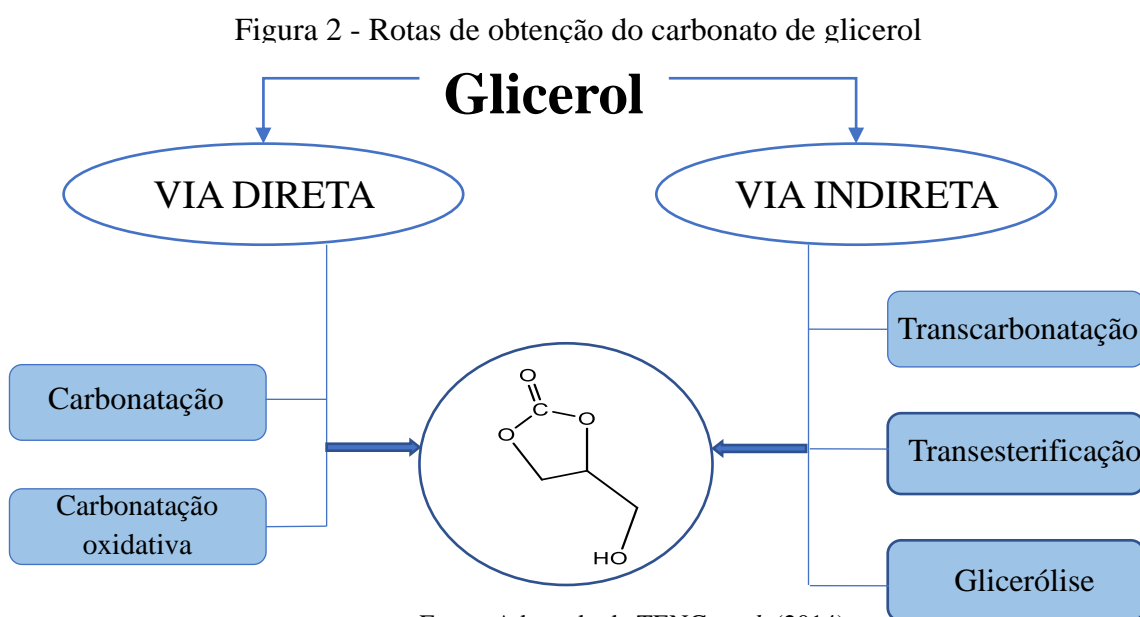 Figura 2 - Rotas de obtenção do carbonato de glicerol
Glicerol
VIA DIRETA
VIA INDIRETA
Carbonatação
Carbonatação
oxidativa
O
C
O
O
HO
Transcarbonatação
Transesterificação
Glicerólise